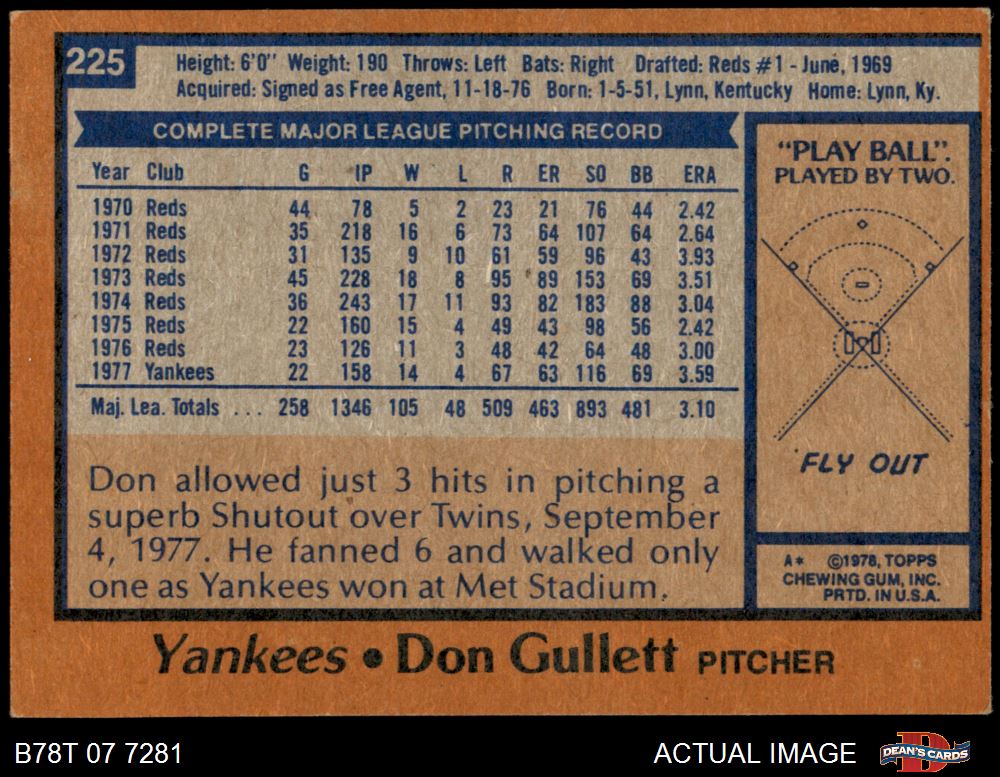 225
Height: 6'0" Weight: 190 Throws: Left Bats: Right Drafted: Reds #1 - June, 1969
Acquired: Signed as Free Agent, 11-18-76 Born: 1-5-51, Lynn, Kentucky Home: Lynn, Ky.
COMPLETE MAJOR LEAGUE PITCHING RECORD
Year Club G IP W L R ER SO BB ERA
1970 Reds 44 78 5 2 23 21 76 44 2.42
1971 Reds 35 218 16 6 73 64 107 64 2.64
1972 Reds 31 135 9 10 61 59 96 43 3.93
1973 Reds 45 228 18 8 95 89 153 69 3.51
1974 Reds 36 243 17 11 93 82 183 88 3.04
1975 Reds 22 160 15 4 49 43 98 56 2.42
1976 Reds 23 126 11 3 48 42 64 48 3.00
1977 Yankees 22 158 14 4 67 63 116 69 3.59
Maj. Lea. Totals ... 258 1346 105 48 509 463 893 481 3.10
Don allowed just 3 hits in pitching a
superb Shutout over Twins, September
4, 1977. He fanned 6 and walked only
one as Yankees won at Met Stadium.
"PLAY BALL".
PLAYED BY TWO.
FLY OUT
A* ©1978, TOPPS
CHEWING GUM, INC.
PRTD. IN U.S.A.
Yankees • Don Gullett PITCHER
B78T 07 7281
ACTUAL IMAGE
DEAN'S CARDS